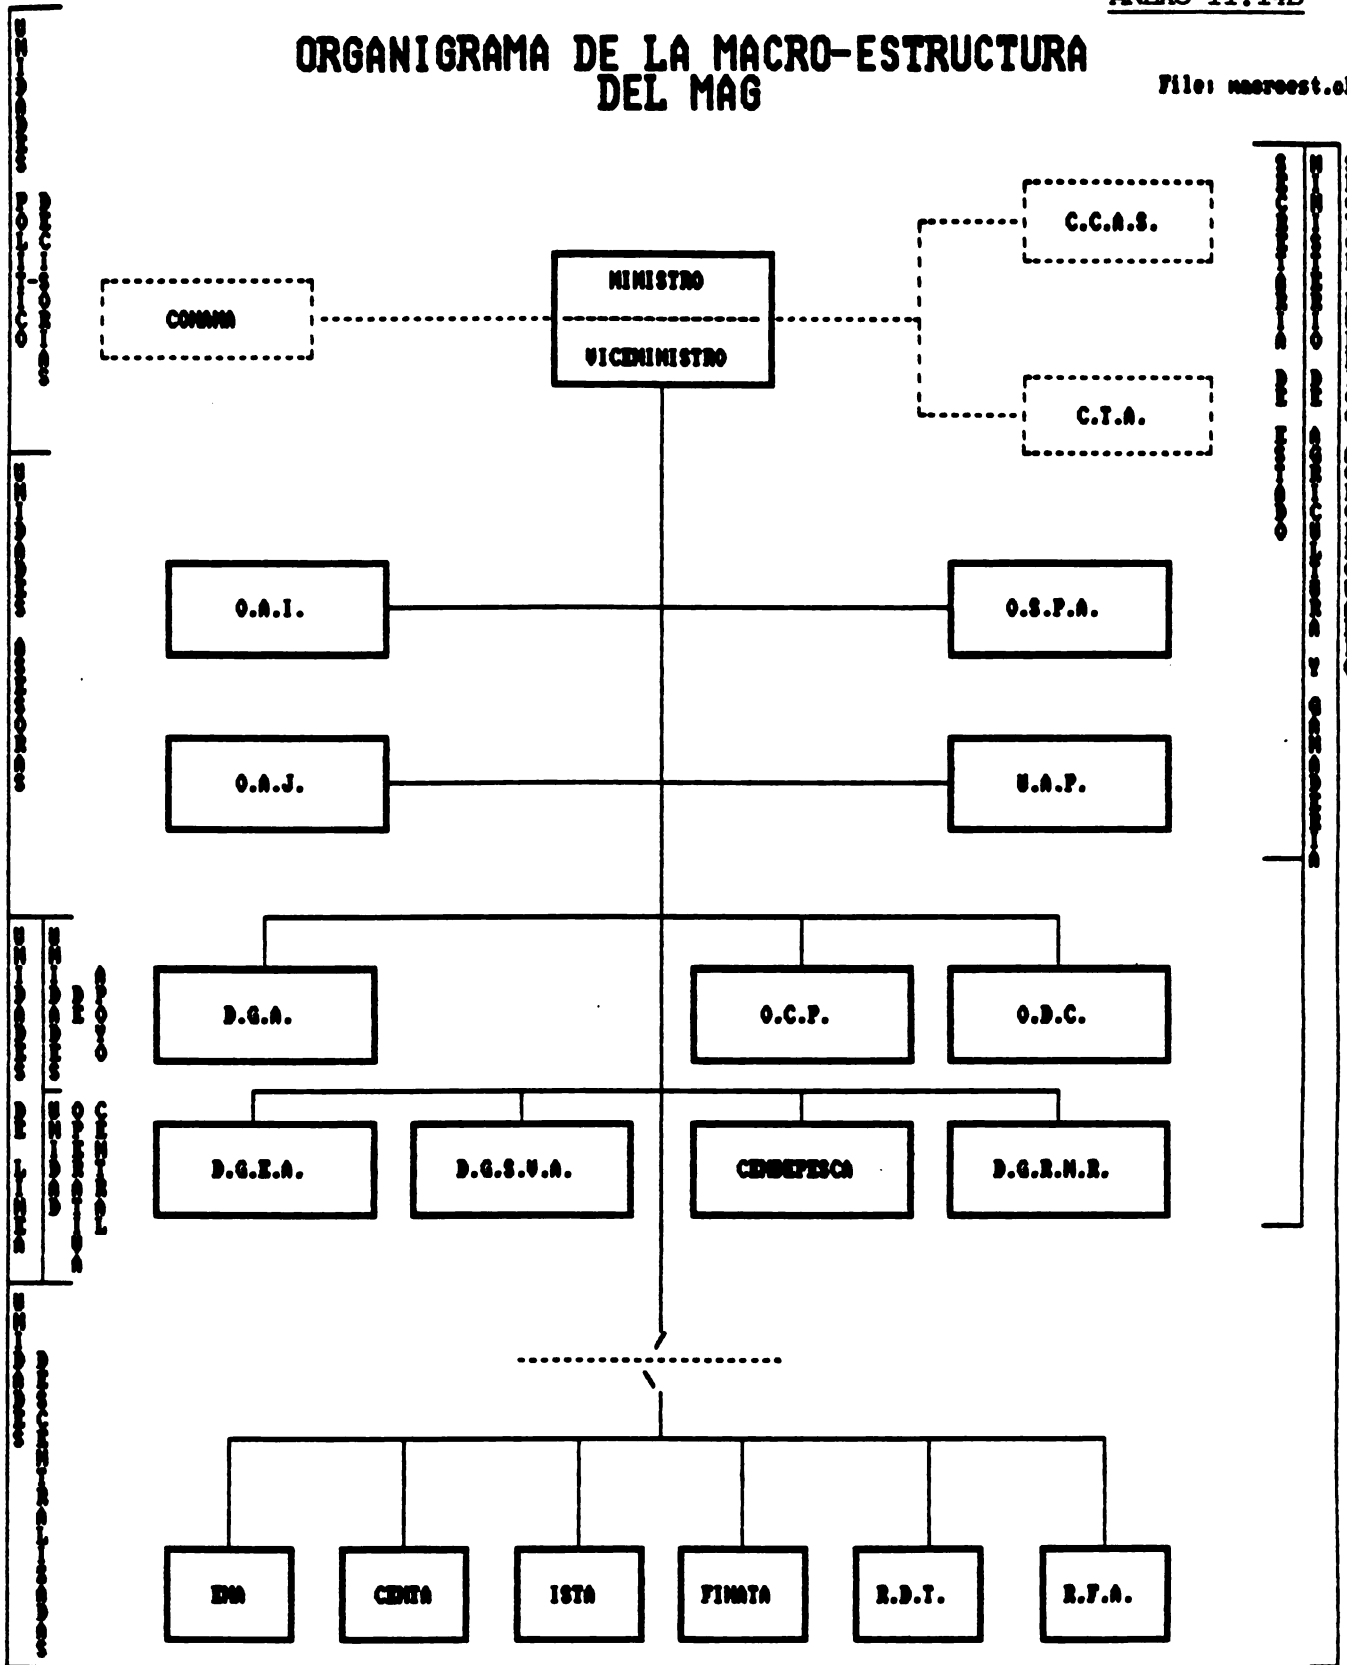 ORGANIGRAMA DE LA MACRO-ESTRUCTURA
DEL MAG
C.C.A.S.
MINISTRO
COMAMA
VICEMINISTRO
C.T.A.
O.A.I.
O.S.P.A.
O.A.J.
U.A.P.
D.G.A.
O.C.P.
O.D.C.
D.G.E.A.
D.G.S.V.A.
CENDEPESCA
D.G.R.N.R.
ENA
CENTA
ISTA
FINATA
R.D.T.
R.F.A.
UNIDADES POLITICO
DECISORIAS
UNIDADES ASESORAS
UNIDADES DE LINEA
UNIDADES
DE
APOYO
UNIDAD
OPERATIVA
CENTRAL
UNIDADES
DESCENTRALIZADAS
SECRETARIA DE ESTADO
MINISTERIO DE AGRICULTURA Y GANADERIA